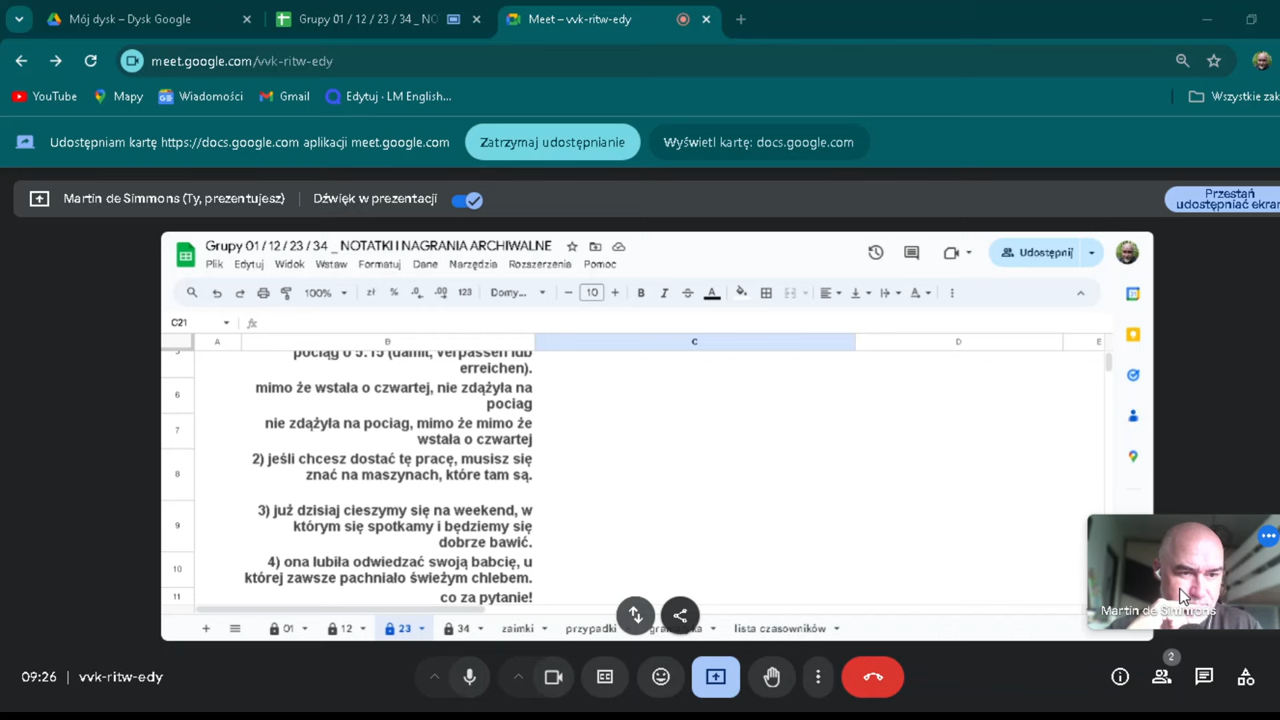 Mój dysk – Dysk Google
Grupy 01 / 12 / 23 / 34 _ NO
Meet – vvk-ritw-edy
meet.google.com/vvk-ritw-edy
YouTube
Mapy
Wiadomości
Gmail
Edytuj · LM English...
Wszystkie zak
Udostępniam kartę https://docs.google.com aplikacji meet.google.com
Zatrzymaj udostępnianie
Wyświetl kartę: docs.google.com
Martin de Simmons (Ty, prezentujesz)
Dźwięk w prezentacji
Przestań
udostępniać ekran
Grupy 01 / 12 / 23 / 34 _ NOTATKI I NAGRANIA ARCHIWALNE
Plik Edytuj Widok Wstaw Formatuj Dane Narzędzia Rozszerzenia Pomoc
Udostępnij
100% zł % .0 .00 123 Domy... 10 B I A
C21 fx
A B C D E
pociąg o 5:15 (damit, verpassen lub
erreichen).
6 mimo że wstała o czwartej, nie zdążyła na
pociąg
7 nie zdążyła na pociąg, mimo że mimo że
wstała o czwartej
8 2) jeśli chcesz dostać tę pracę, musisz się
znać na maszynach, które tam są.
9 3) już dzisiaj cieszymy się na weekend, w
którym się spotkamy i będziemy się
dobrze bawić.
10 4) ona lubiła odwiedzać swoją babcię, u
której zawsze pachniało świeżym chlebem.
11 co za pytanie!
01 12 23 34 zaimki przypadki lista czasowników
Martin de Simmons
09:26 vvk-ritw-edy
2